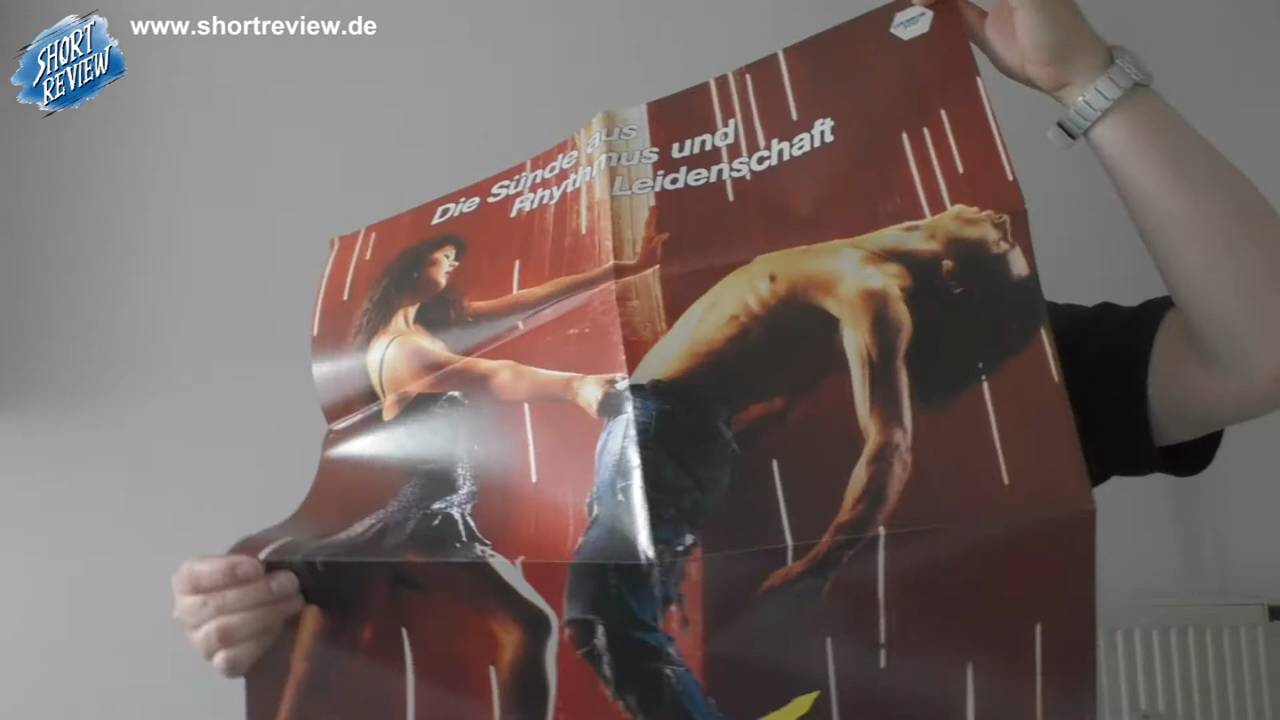 SHORT
REVIEW
www.shortreview.de
Die Sünde aus
Rhythmus und
Leidenschaft